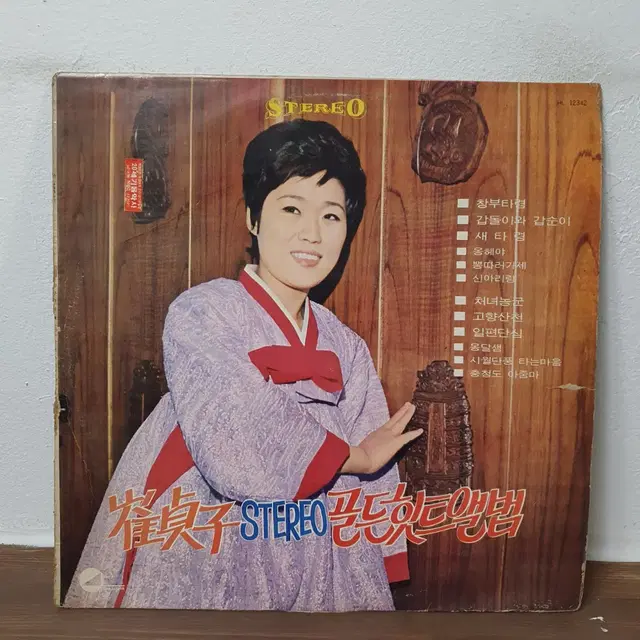 STEREO
창부타령
갑돌이와 갑순이
새타령
옹헤야
뽕따러가세
신아리랑
처녀농군
고향산천
일편단심
옹달샘
시월단풍 타는마음
충청도 아줌마
崔貞子 STEREO 골든힛트앨범